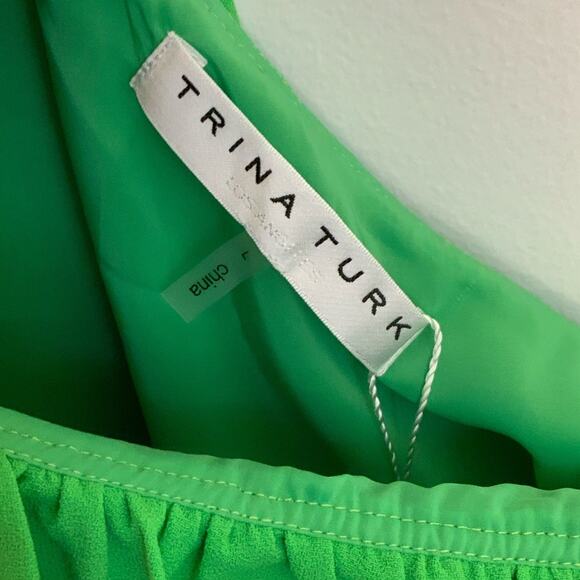 TRINA TURK
LOS ANGELES
L
china